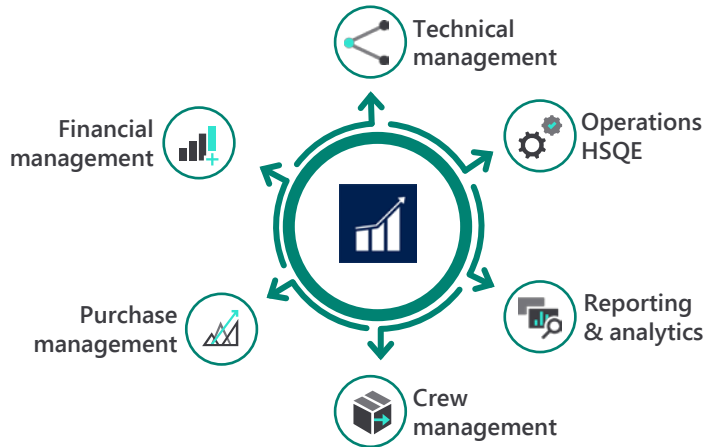 Technical
management
Financial
management
Operations
HSQE
Purchase
management
Reporting
& analytics
Crew
management